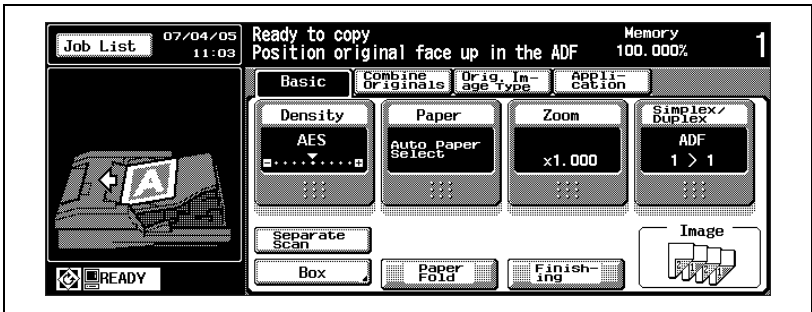 Job List
07/04/05
11:03
Ready to copy
Position original face up in the ADF
Memory
100.000%
1
Basic
Combine
Originals
Orig. Im-
age Type
Appli-
cation
Density
AES
Paper
Auto Paper
Select
Zoom
x1.000
Simplex/
Duplex
ADF
1 > 1
A
Separate
Scan
Box
Paper
Fold
Finish-
ing
Image
READY